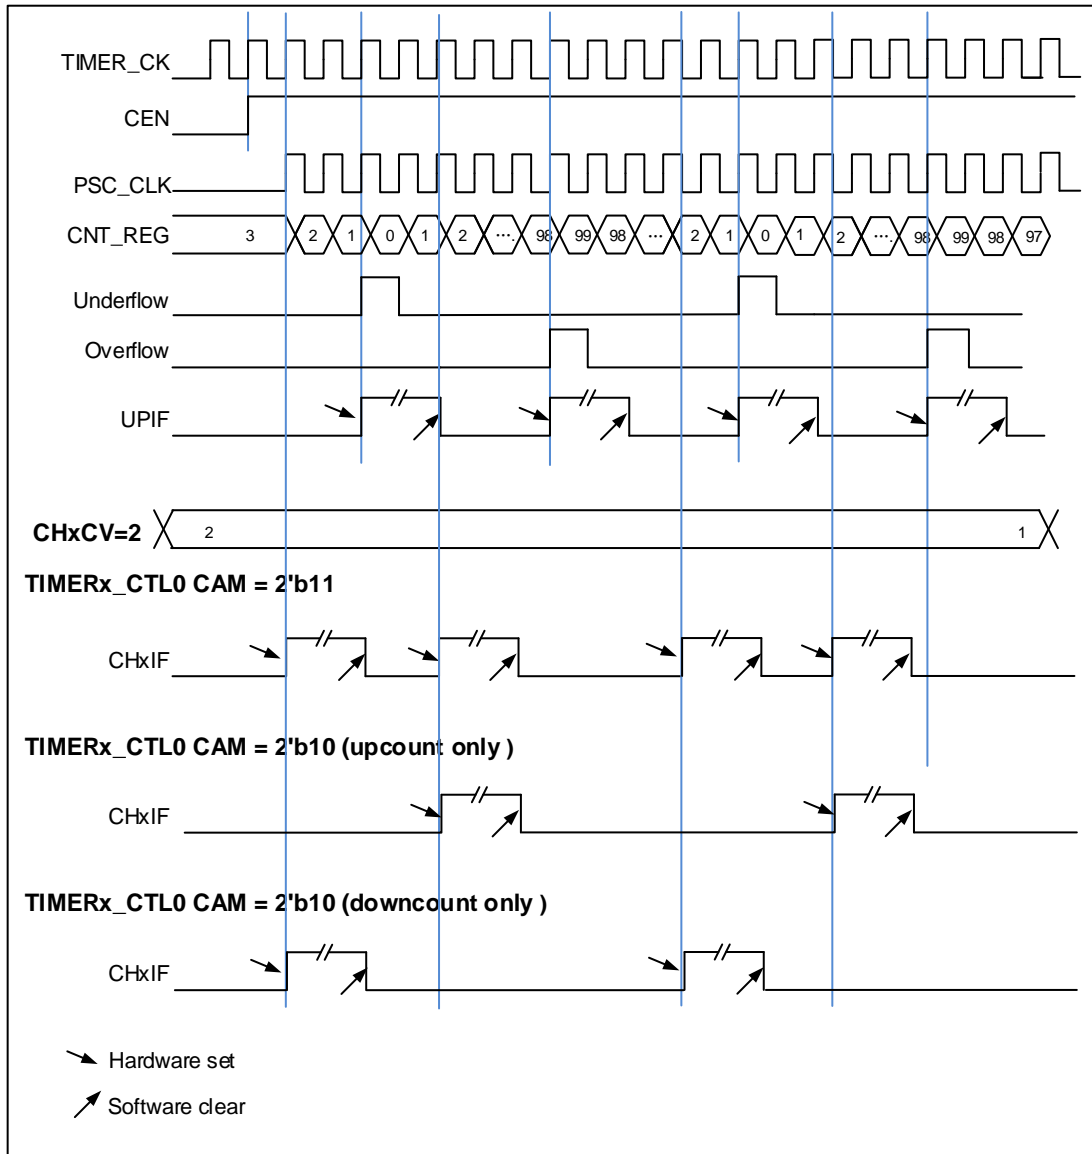 TIMER_CK
CEN
PSC_CLK
CNT_REG 3 2 1 0 1 2 .... 98 99 98 ... 2 1 0 1 2 .... 98 99 98 97
Underflow
Overflow
UPIF
CHxCV=2 2 1
TIMERx_CTL0 CAM = 2'b11
CHxIF
TIMERx_CTL0 CAM = 2'b10 (upcount only )
CHxIF
TIMERx_CTL0 CAM = 2'b10 (downcount only )
CHxIF
Hardware set
Software clear